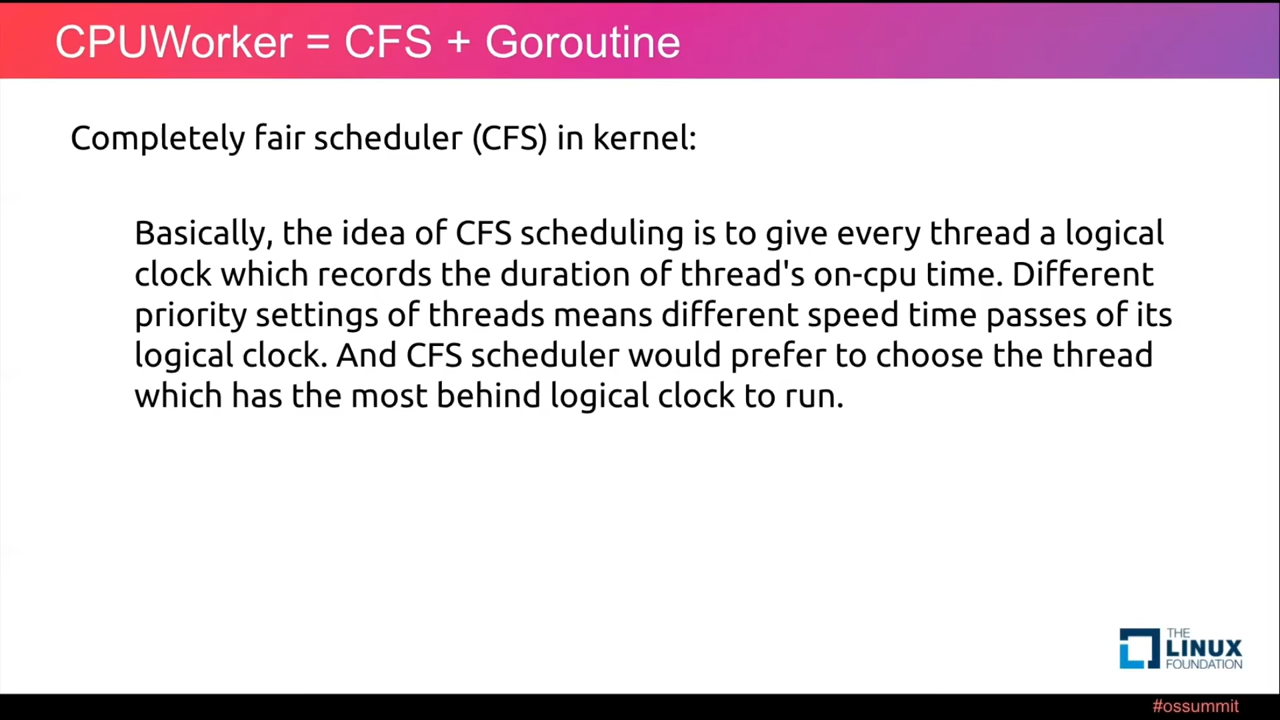 CPUWorker = CFS + Goroutine
Completely fair scheduler (CFS) in kernel:
Basically, the idea of CFS scheduling is to give every thread a logical
clock which records the duration of thread's on-cpu time. Different
priority settings of threads means different speed time passes of its
logical clock. And CFS scheduler would prefer to choose the thread
which has the most behind logical clock to run.
THE
LINUX
FOUNDATION
#ossummit